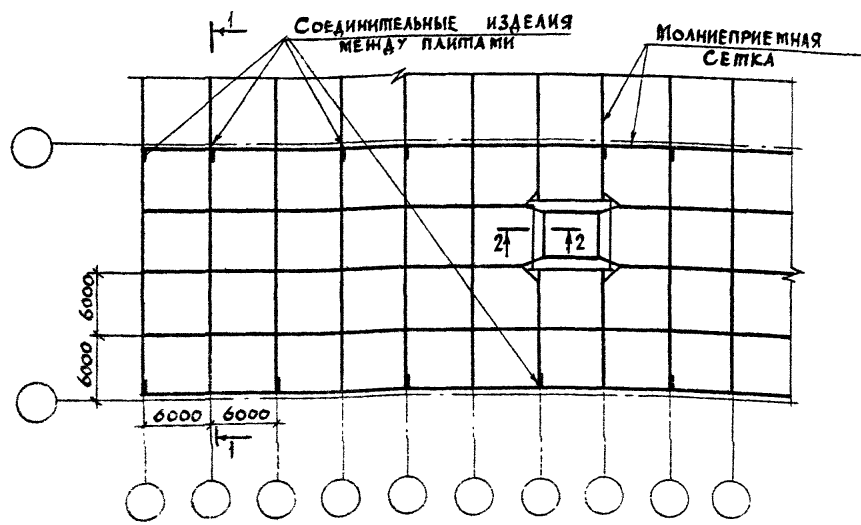 1
Соединительные изделия
между плитами
Молниеприемная
сетка
2
2
6000
6000
6000 6000
1